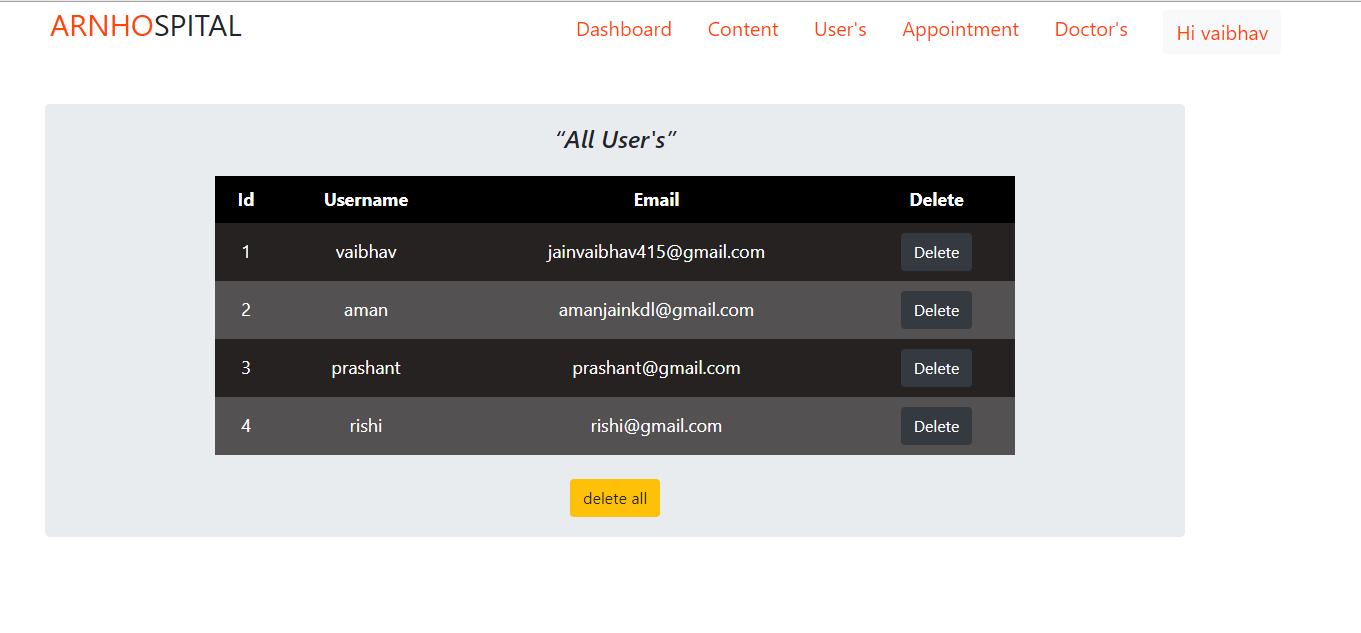 ARNHOSPITAL Dashboard Content User's Appointment Doctor's Hi vaibhav
“All User's”
Id Username Email Delete
1 vaibhav jainvaibhav415@gmail.com Delete
2 aman amanjainkdl@gmail.com Delete
3 prashant prashant@gmail.com Delete
4 rishi rishi@gmail.com Delete
delete all